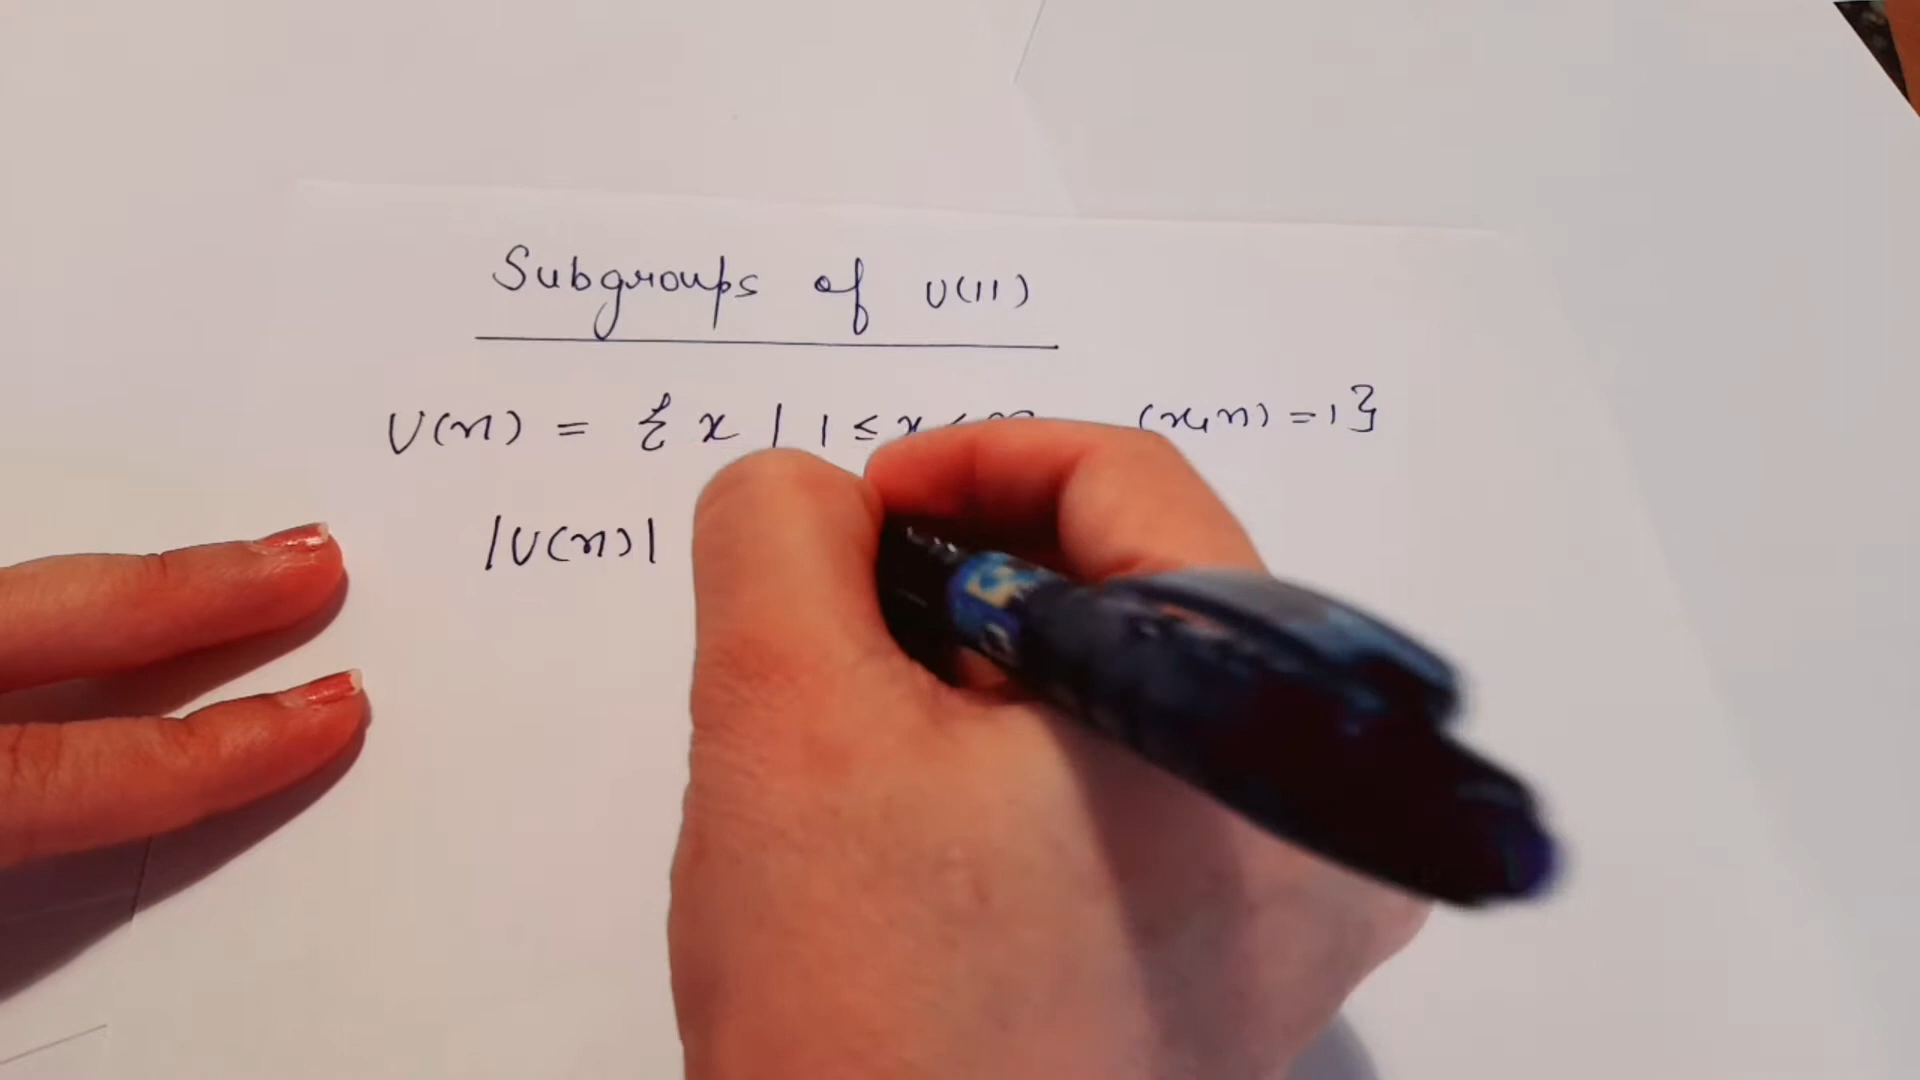 Subgroups of U(11)
U(n) = { x | 1 ≤ x < (x,n) = 1 }
|U(n)|